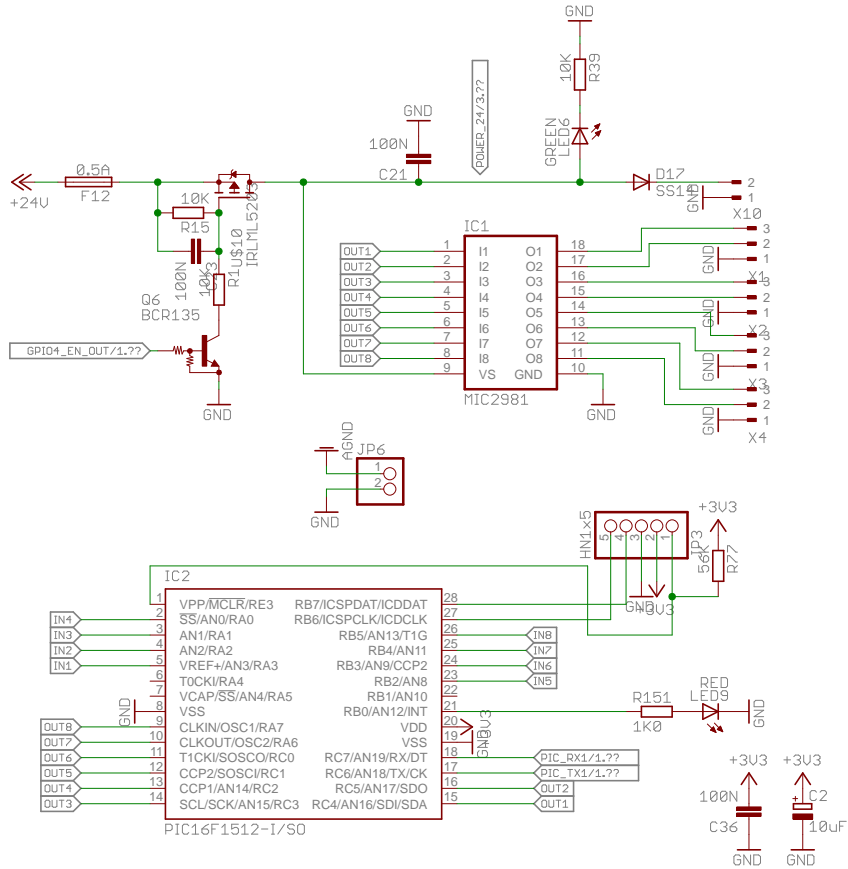 GND
10K
R39
GREEN
LED6
POWER_24/3.??
GND
100N
C21
+24V
0.5A
F12
10K
R15
100N
10K
IRLML5203
D17
GND
2
1
X10
Q6
BCR135
GPIO4_EN_OUT/1.??
GND
IC1
OUT1 1 I1 O1 18
OUT2 2 I2 O2 17
OUT3 3 I3 O3 16
OUT4 4 I4 O4 15
OUT5 5 I5 O5 14
OUT6 6 I6 O6 13
OUT7 7 I7 O7 12
OUT8 8 I8 O8 11
9 VS GND 10
MIC2981
GND
3
2
GND 1
X1
3
2
GND 1
X2
3
2
GND 1
X3
3
2
GND 1
X4
AGND
JP6
1
2
GND
HN1x5
5 4 3 2 1
JP3
+3V3
56K
R77
GND
+3V3
IC2
1 VPP/MCLR/RE3 RB7/ICSPDAT/ICDDAT 28
IN4 2 SS/AN0/RA0 RB6/ICSPCLK/ICDCLK 27
IN3 3 AN1/RA1 RB5/AN13/T1G 26 IN8
IN2 4 AN2/RA2 RB4/AN11 25 IN7
IN1 5 VREF+/AN3/RA3 RB3/AN9/CCP2 24 IN6
6 T0CKI/RA4 RB2/AN8 23 IN5
7 VCAP/SS/AN4/RA5 RB1/AN10 22
GND 8 VSS RB0/AN12/INT 21
OUT8 9 CLKIN/OSC1/RA7 VDD 20 +3V3
OUT7 10 CLKOUT/OSC2/RA6 VSS 19 GND
OUT6 11 T1CKI/SOSCO/RC0 RC7/AN19/RX/DT 18 PIC_RX1/1.??
OUT5 12 CCP2/SOSCI/RC1 RC6/AN18/TX/CK 17 PIC_TX1/1.??
OUT4 13 CCP1/AN14/RC2 RC5/AN17/SDO 16 OUT2
OUT3 14 SCL/SCK/AN15/RC3 RC4/AN16/SDI/SDA 15 OUT1
PIC16F1512-I/SO
R151
1K0
RED
LED9
GND
+3V3
100N
C36
GND
+3V3
+
C2
10uF
GND